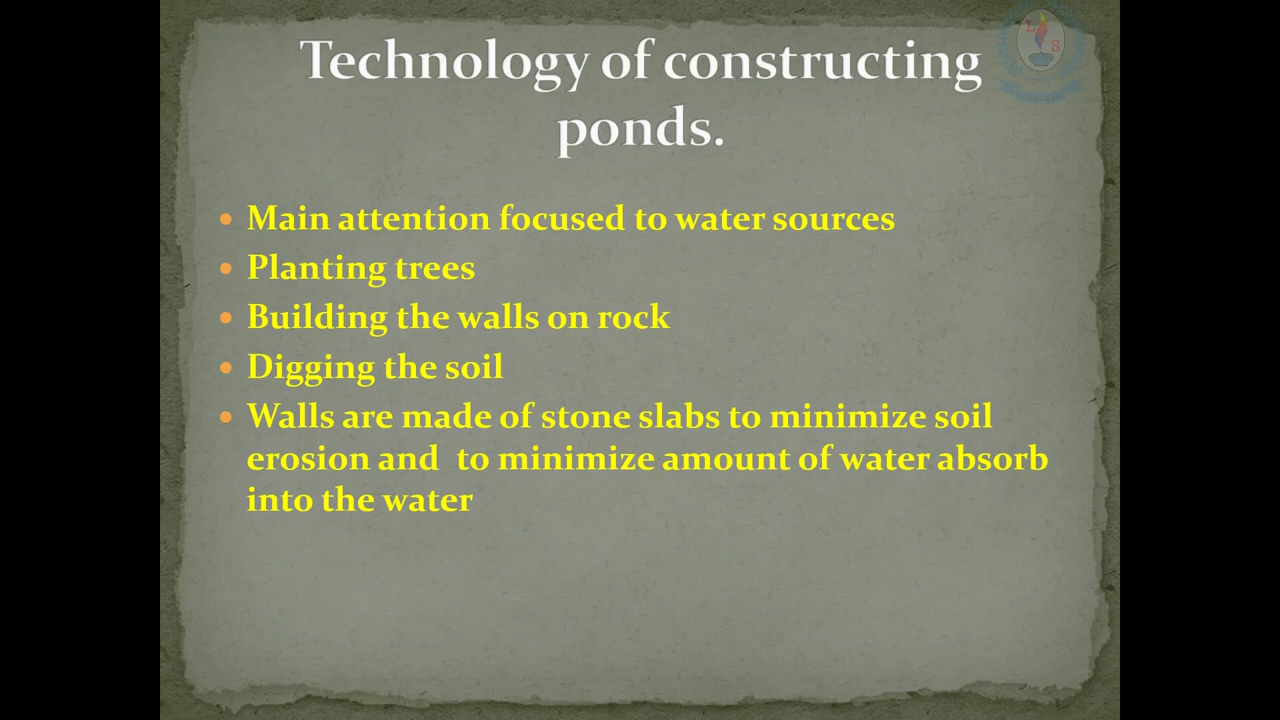 Technology of constructing
ponds.
L
S
• Main attention focused to water sources
• Planting trees
• Building the walls on rock
• Digging the soil
• Walls are made of stone slabs to minimize soil
erosion and  to minimize amount of water absorb
into the water